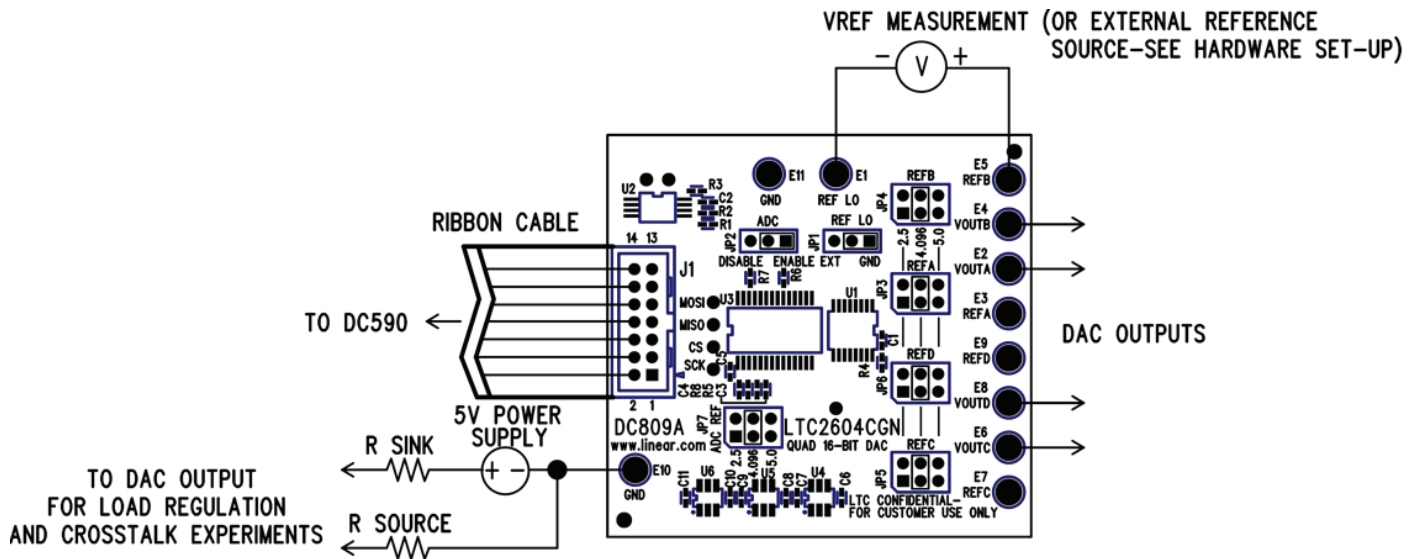 VREF MEASUREMENT (OR EXTERNAL REFERENCE
SOURCE-SEE HARDWARE SET-UP)
- V +
RIBBON CABLE
TO DC590
5V POWER
SUPPLY
+ -
R SINK
R SOURCE
TO DAC OUTPUT
FOR LOAD REGULATION
AND CROSSTALK EXPERIMENTS
DAC OUTPUTS
U2
R3
C2
R2
R1
E11
GND
E1
REF LO
14 13
J1
2 1
JP2
ADC
DISABLE ENABLE
JP1
REF LO
EXT GND
R7
R6
U3
U1
MOSI
MISO
CS
SCK
C5
C4
R8
R5
C3
C1
R4
REFB
JP4
2.5
4.096
5.0
REFA
JP3
JP6
REFD
REFC
JP5
E5
REFB
E4
VOUTB
E2
VOUTA
E3
REFA
E9
REFD
E8
VOUTD
E6
VOUTC
E7
REFC
DC809A
www.linear.com
ADC REF
JP7
2.5
4.096
5.0
LTC2604CGN
QUAD 16-BIT DAC
E10
GND
C11
U6
C10
C9
U5
C8
C7
U4
C6
LTC CONFIDENTIAL-
FOR CUSTOMER USE ONLY